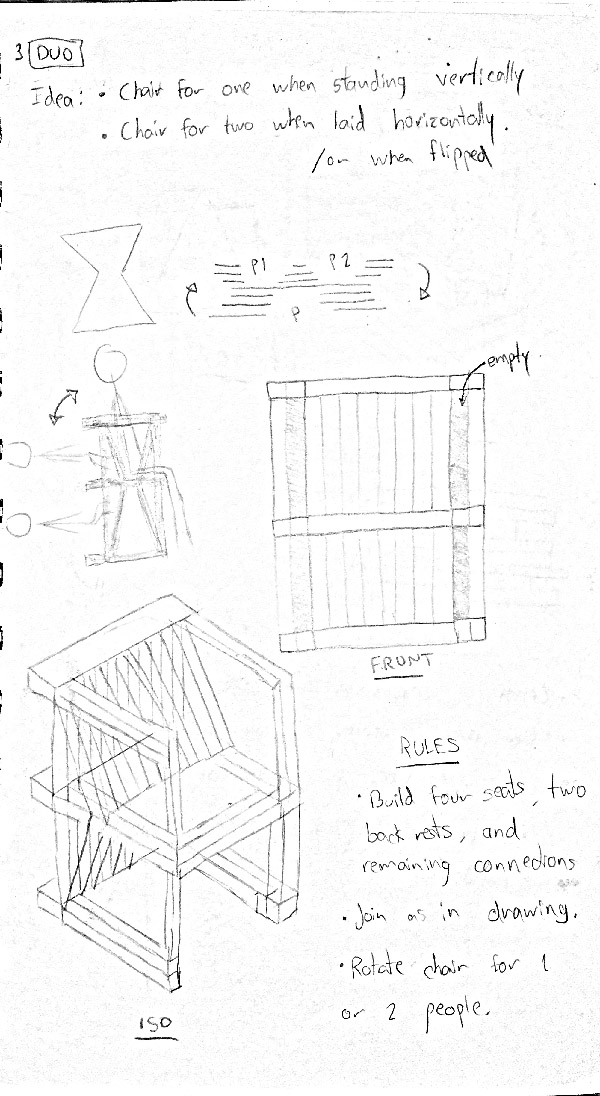 3 DUO
Idea: • Chair for one when standing vertically
• Chair for two when laid horizontally.
/or when flipped
P1 P2
P
empty.
FRONT
RULES
• Build four seats, two
back rests, and
remaining connections
• Join as in drawing.
• Rotate chair for 1
or 2 people.
ISO